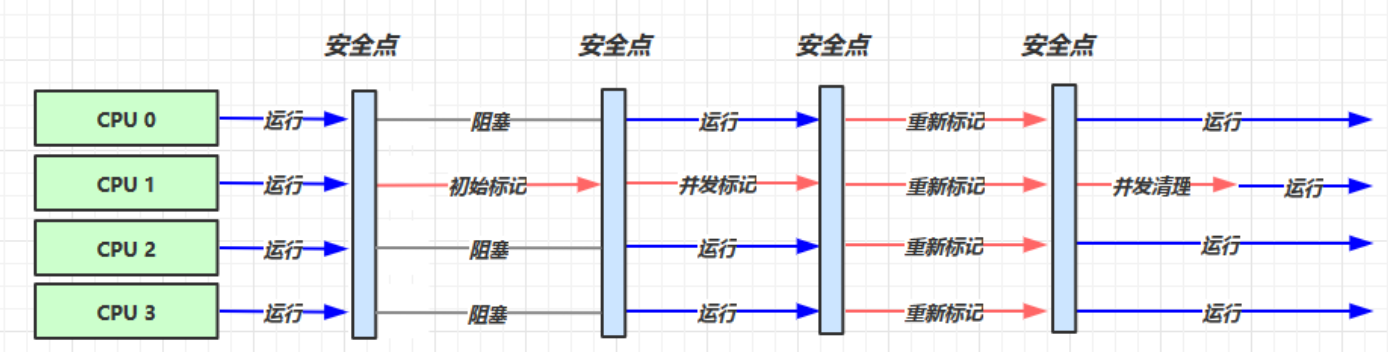 安全点 安全点 安全点 安全点
CPU 0 运行 阻塞 运行 重新标记 运行
CPU 1 运行 初始标记 并发标记 重新标记 并发清理 运行
CPU 2 运行 阻塞 运行 重新标记 运行
CPU 3 运行 阻塞 运行 重新标记 运行